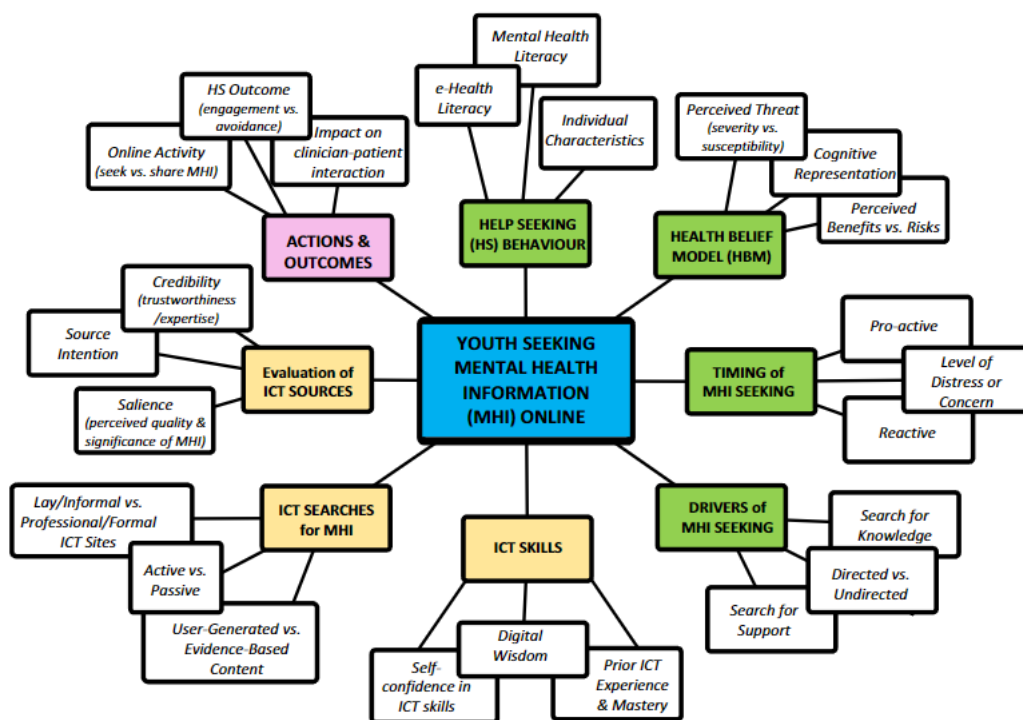 Mental Health
Literacy
e-Health
Literacy
Individual
Characteristics
HELP SEEKING
(HS) BEHAVIOUR
HS Outcome
(engagement vs.
avoidance)
Online Activity
(seek vs. share MHI)
Impact on
clinician-patient
interaction
ACTIONS &
OUTCOMES
Perceived Threat
(severity vs.
susceptibility)
Cognitive
Representation
Perceived
Benefits vs. Risks
HEALTH BELIEF
MODEL (HBM)
Credibility
(trustworthiness
/expertise)
Source
Intention
Salience
(perceived quality &
significance of MHI)
Evaluation of
ICT SOURCES
YOUTH SEEKING
MENTAL HEALTH
INFORMATION
(MHI) ONLINE
TIMING of
MHI SEEKING
Pro-active
Level of
Distress or
Concern
Reactive
Lay/Informal vs.
Professional/Formal
ICT Sites
Active vs.
Passive
User-Generated vs.
Evidence-Based
Content
ICT SEARCHES
for MHI
ICT SKILLS
Self-
confidence in
ICT skills
Digital
Wisdom
Prior ICT
Experience
& Mastery
DRIVERS of
MHI SEEKING
Search for
Knowledge
Directed vs.
Undirected
Search for
Support